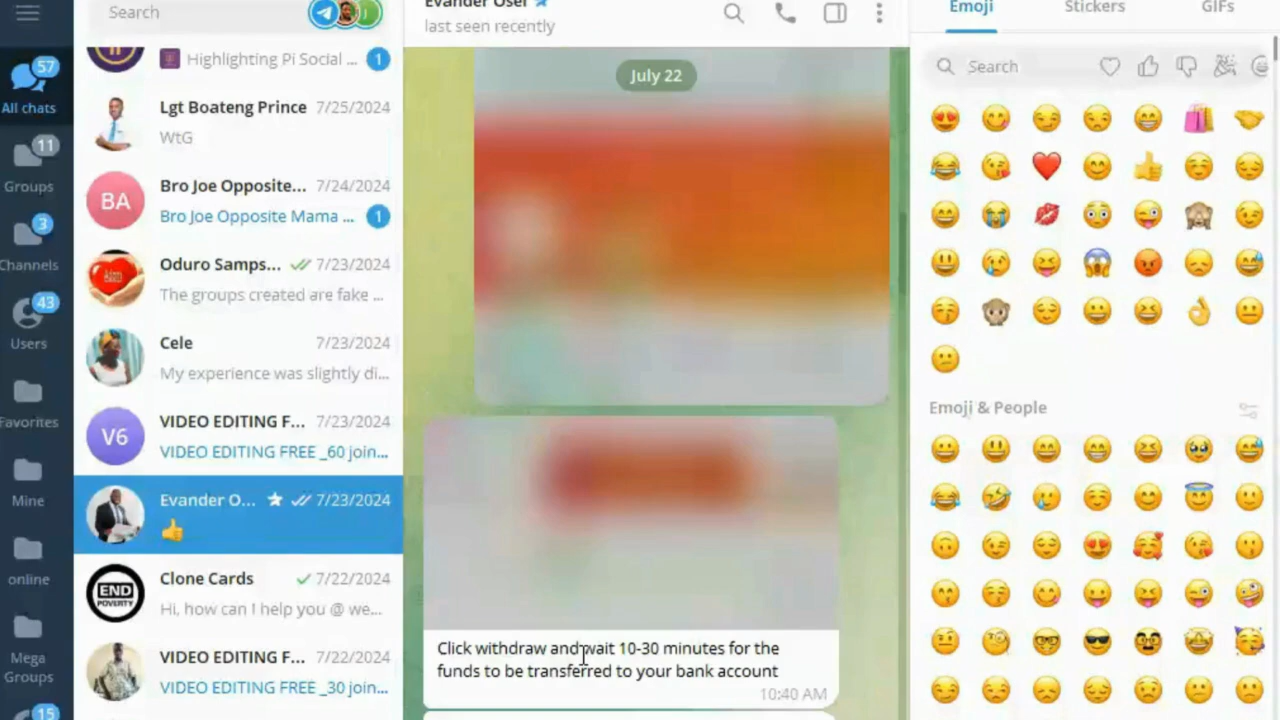 Search
57
All chats
11
Groups
3
Channels
43
Users
Favorites
Mine
online
Mega
Groups
15
J
Highlighting Pi Social ...
1
Lgt Boateng Prince 7/25/2024
WtG
BA
Bro Joe Opposite... 7/24/2024
Bro Joe Opposite Mama ... 1
Oduro Samps... 7/23/2024
The groups created are fake ...
Cele 7/23/2024
My experience was slightly di...
V6
VIDEO EDITING F... 7/23/2024
VIDEO EDITING FREE _60 join...
Evander O... 7/23/2024
END
POVERTY
Clone Cards 7/22/2024
Hi, how can I help you @ we...
VIDEO EDITING F... 7/22/2024
VIDEO EDITING FREE _30 join...
Evander Osei
last seen recently
July 22
Click withdraw and wait 10-30 minutes for the
funds to be transferred to your bank account
10:40 AM
Emoji Stickers GIFs
Search
Emoji & People